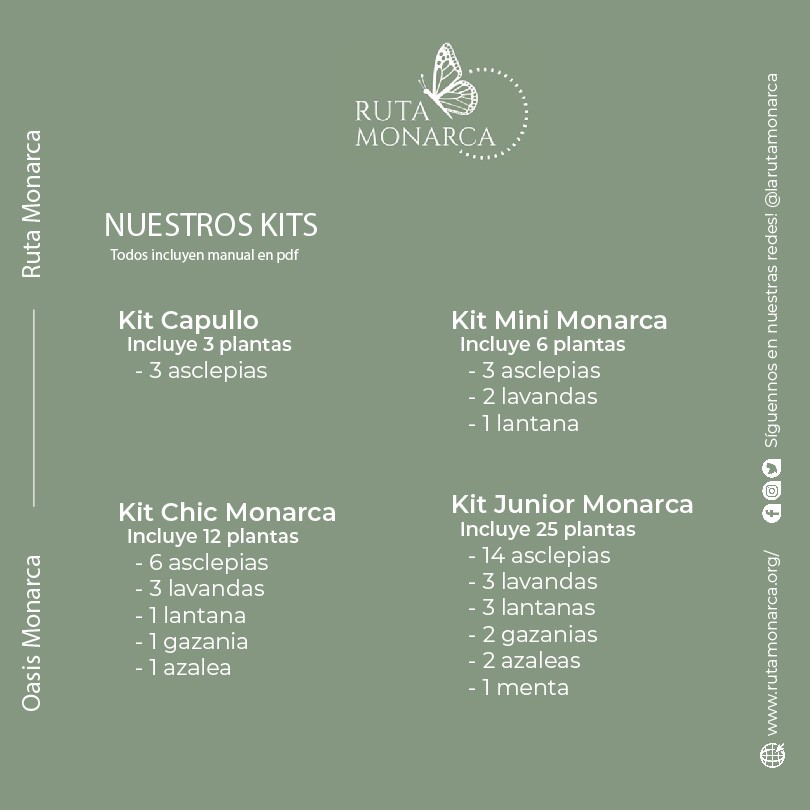 RUTA
MONARCA
NUESTROS KITS
Todos incluyen manual en pdf
Kit Capullo
Incluye 3 plantas
- 3 asclepias
Kit Mini Monarca
Incluye 6 plantas
- 3 asclepias
- 2 lavandas
- 1 lantana
Kit Chic Monarca
Incluye 12 plantas
- 6 asclepias
- 3 lavandas
- 1 lantana
- 1 gazania
- 1 azalea
Kit Junior Monarca
Incluye 25 plantas
- 14 asclepias
- 3 lavandas
- 3 lantanas
- 2 gazanias
- 2 azaleas
- 1 menta
Ruta Monarca
Oasis Monarca
Síguennos en nuestras redes! @larutamonarca
www.rutamonarca.org/